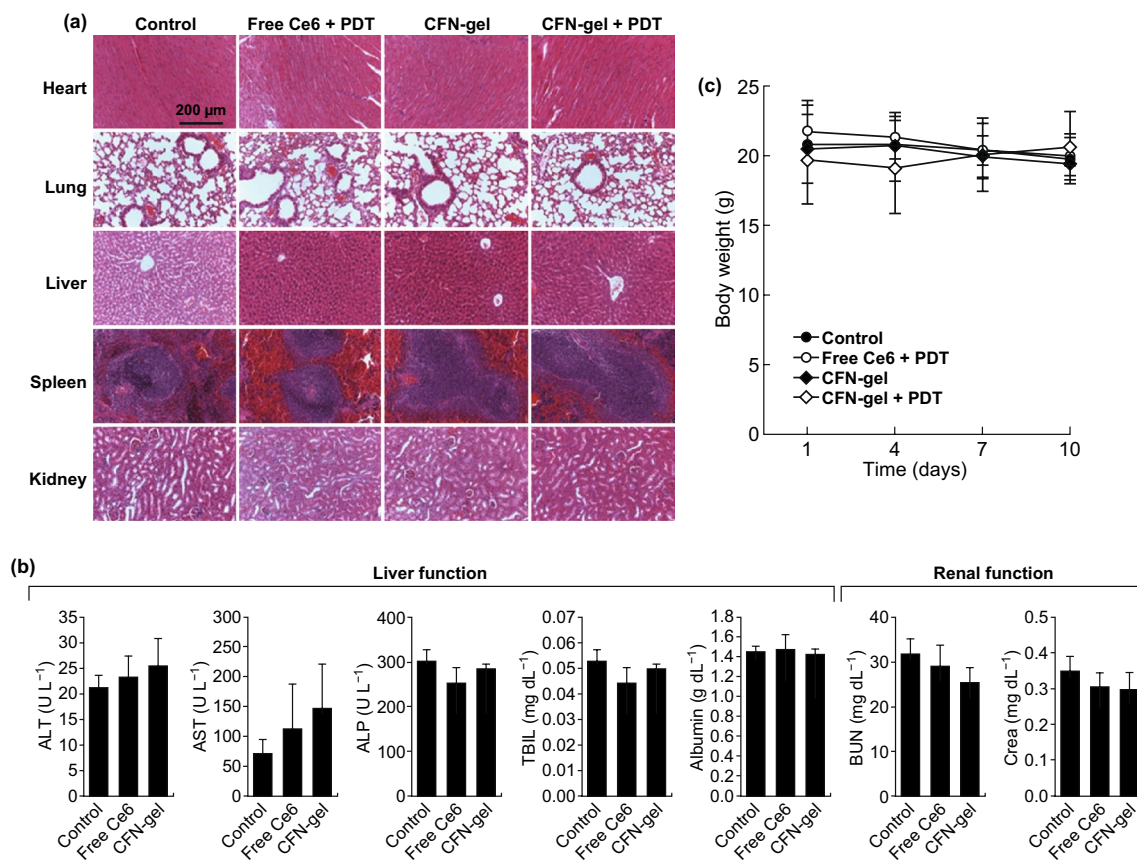 (a)
Control Free Ce6 + PDT CFN-gel CFN-gel + PDT
Heart
200 µm
Lung
Liver
Spleen
Kidney
(c)
Body weight (g)
25
20
15
10
5
0
Control
Free Ce6 + PDT
CFN-gel
CFN-gel + PDT
1 4 7 10
Time (days)
(b)
Liver function
Renal function
ALT (U L⁻¹)
35
30
25
20
15
10
5
0
Control Free Ce6 CFN-gel
AST (U L⁻¹)
300
250
200
150
100
50
0
Control Free Ce6 CFN-gel
ALP (U L⁻¹)
400
300
200
100
0
Control Free Ce6 CFN-gel
TBIL (mg dL⁻¹)
0.07
0.06
0.05
0.04
0.03
0.02
0.01
0
Control Free Ce6 CFN-gel
Albumin (g dL⁻¹)
1.8
1.6
1.4
1.2
1.0
0.8
0.6
0.4
0.2
0
Control Free Ce6 CFN-gel
BUN (mg dL⁻¹)
40
30
20
10
0
Control Free Ce6 CFN-gel
Crea (mg dL⁻¹)
0.5
0.4
0.3
0.2
0.1
0
Control Free Ce6 CFN-gel